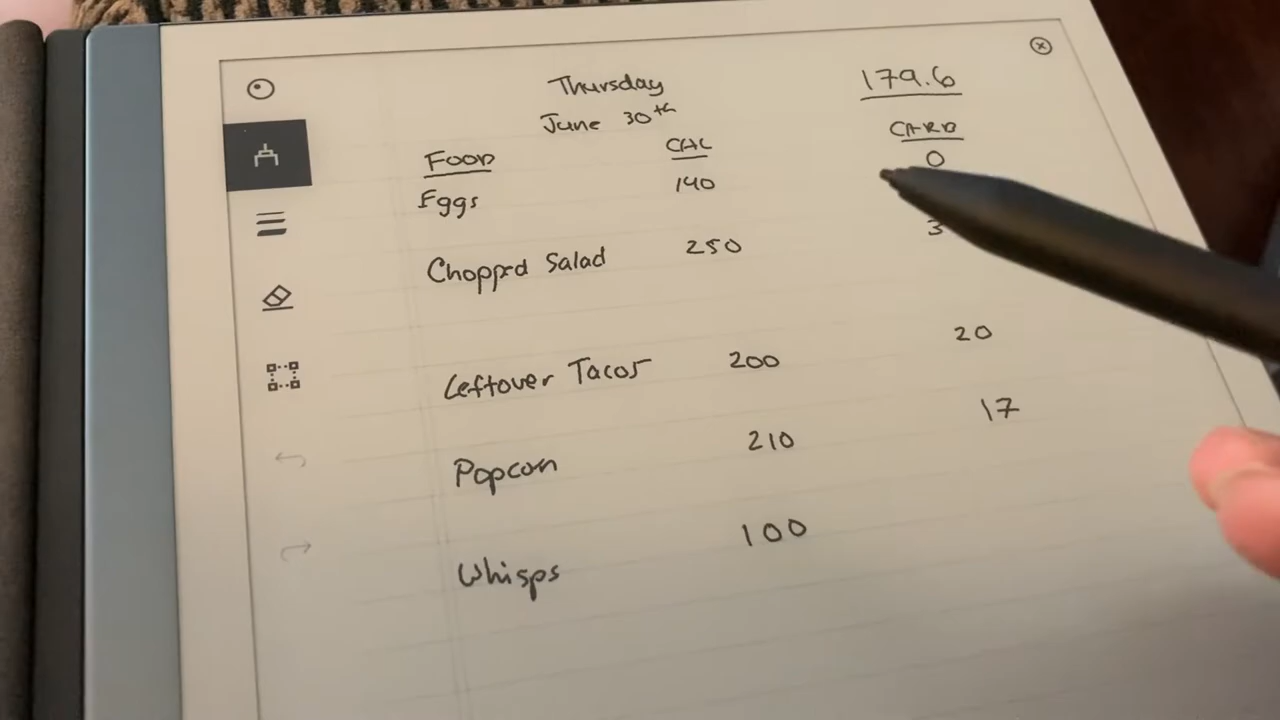 Thursday
179.6
June 30th
FOOD CAL CARB
Eggs 140 0
Chopped Salad 250 3
Leftover Tacos 200 20
Popcorn 210 17
Whisps 100